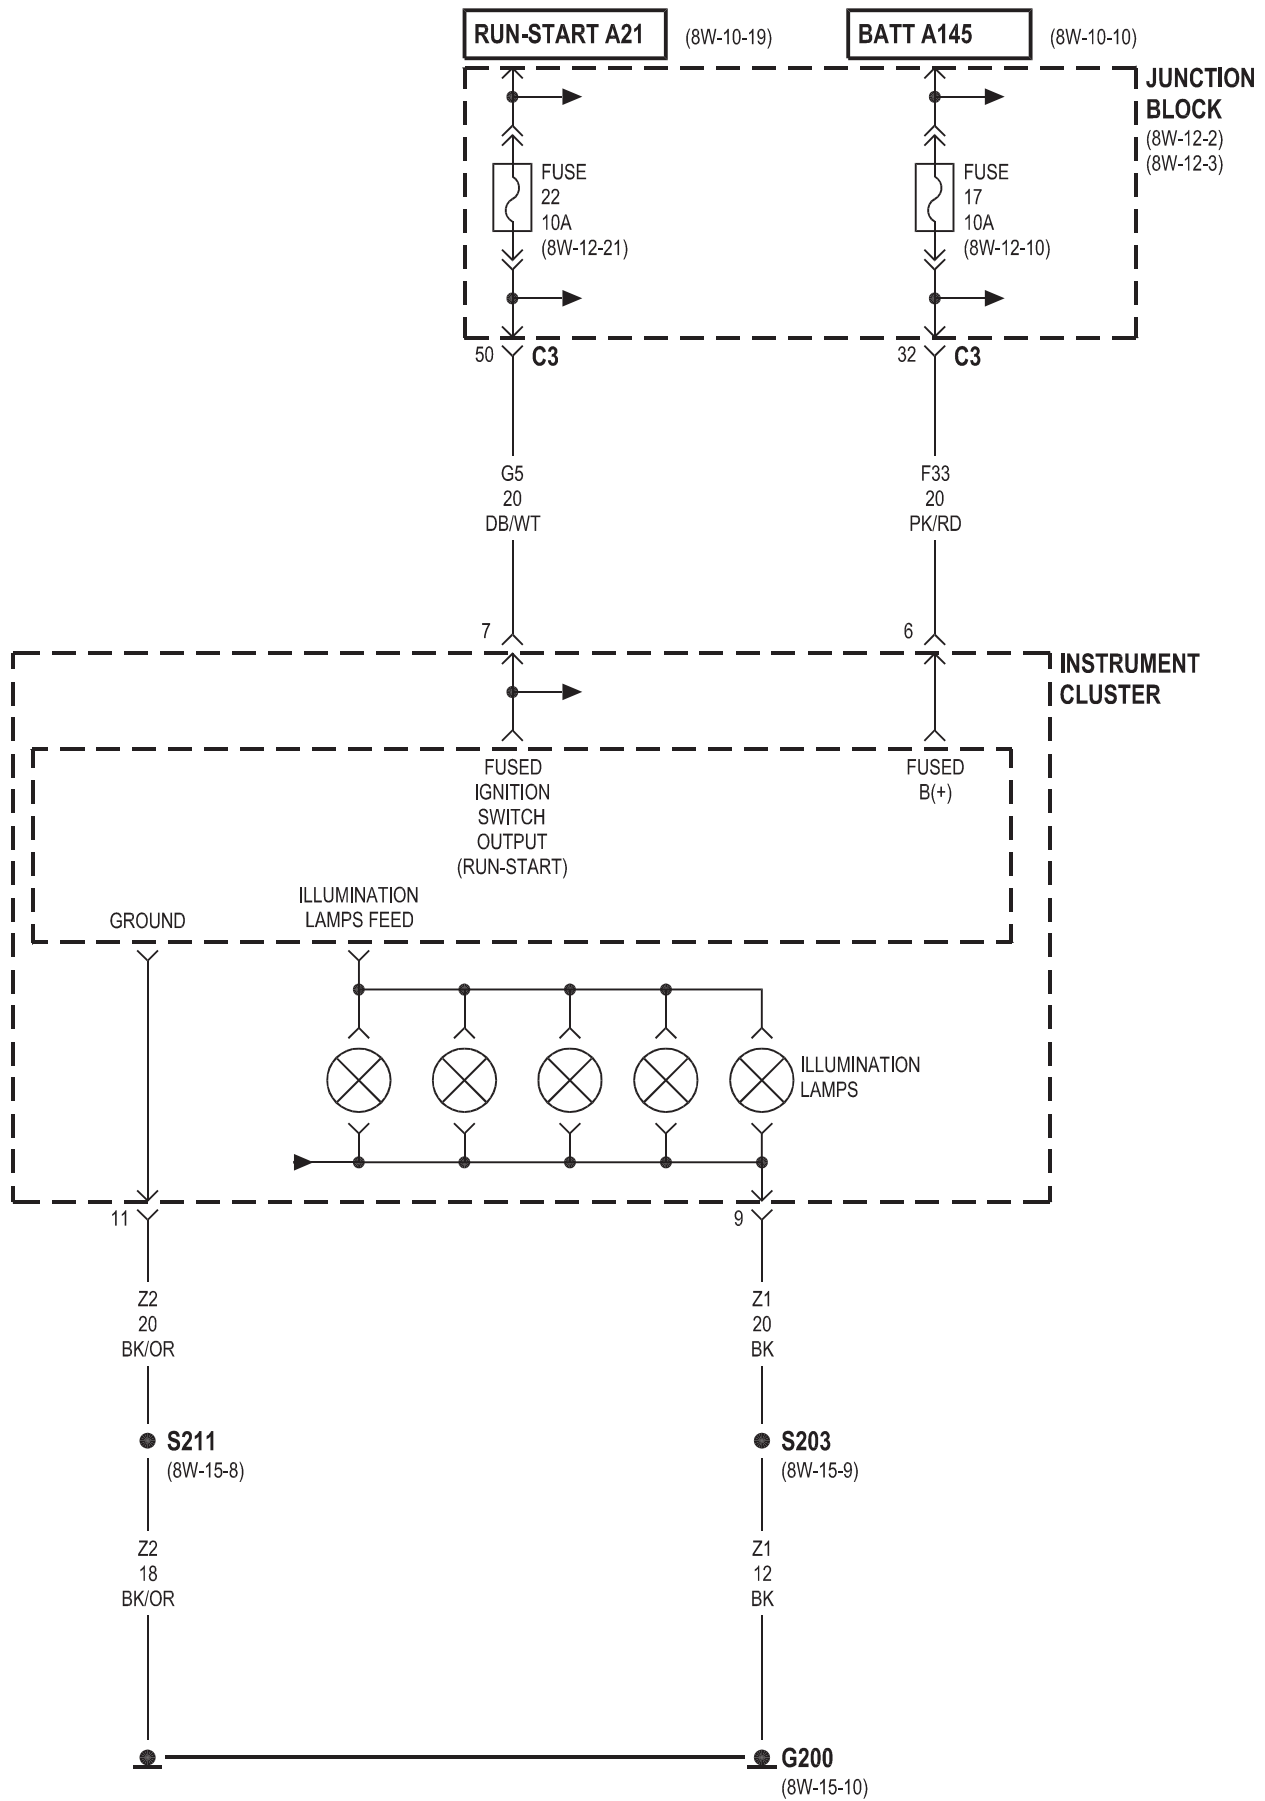 RUN-START A21
(8W-10-19)
BATT A145
(8W-10-10)
JUNCTION
BLOCK
(8W-12-2)
(8W-12-3)
FUSE
22
10A
(8W-12-21)
FUSE
17
10A
(8W-12-10)
50
C3
32
C3
G5
20
DB/WT
F33
20
PK/RD
7
6
INSTRUMENT
CLUSTER
FUSED
IGNITION
SWITCH
OUTPUT
(RUN-START)
FUSED
B(+)
GROUND
ILLUMINATION
LAMPS FEED
ILLUMINATION
LAMPS
11
9
Z2
20
BK/OR
Z1
20
BK
S211
(8W-15-8)
S203
(8W-15-9)
Z2
18
BK/OR
Z1
12
BK
G200
(8W-15-10)